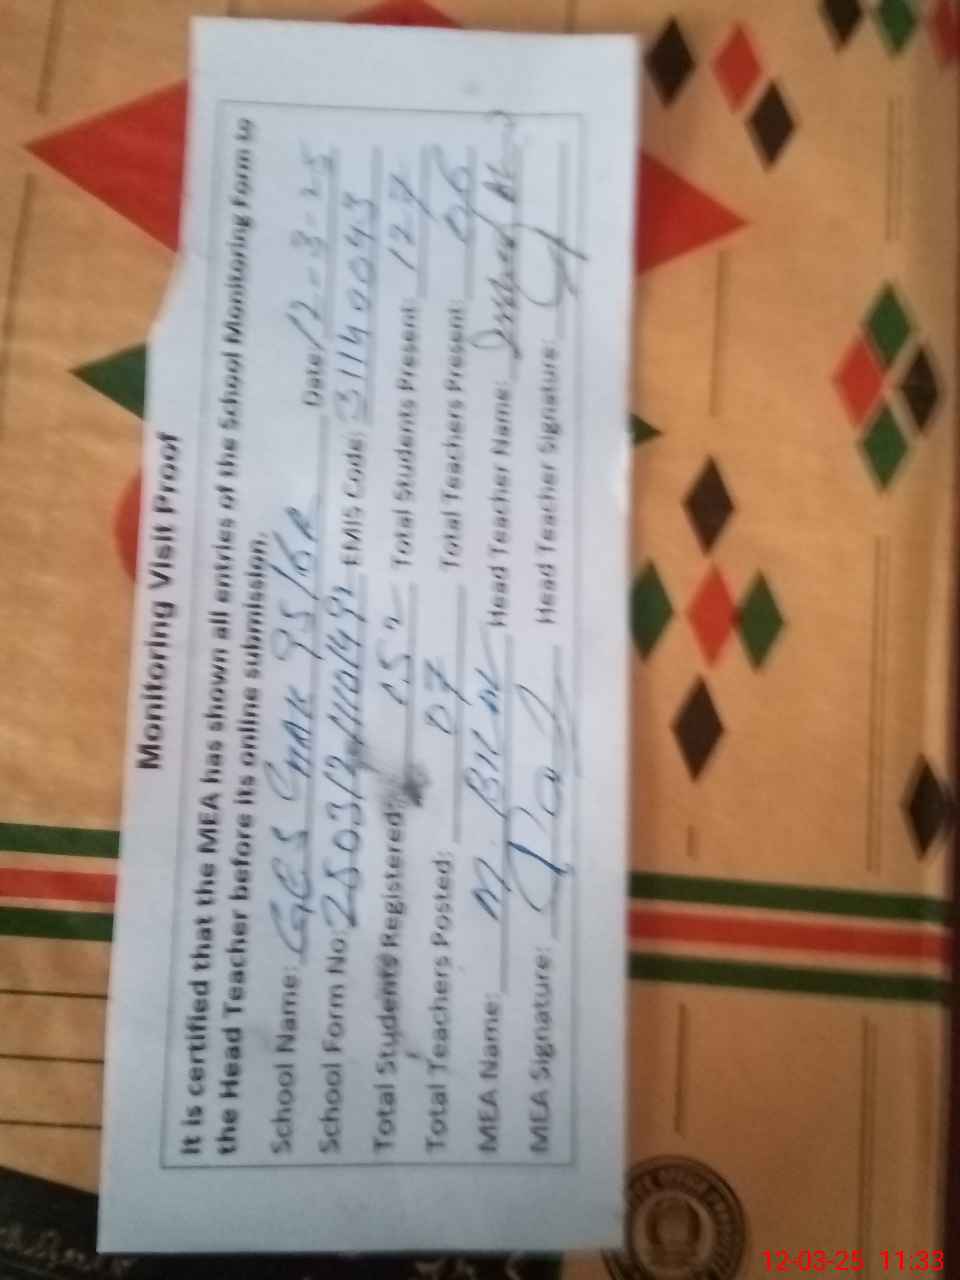 Monitoring Visit Proof
It is certified that the MEA has shown all entries of the School Monitoring Form to
the Head Teacher before its online submission.
School Name: GES Chak 95/6R Date: 12-3-25
School Form No: EMIS Code: 31140043
Total Students Registered: 152 Total Students Present: 127
Total Teachers Posted: 07 Total Teachers Present: 06
MEA Name: M. Head Teacher Name:
MEA Signature: Head Teacher Signature:
12-03-25 11:33